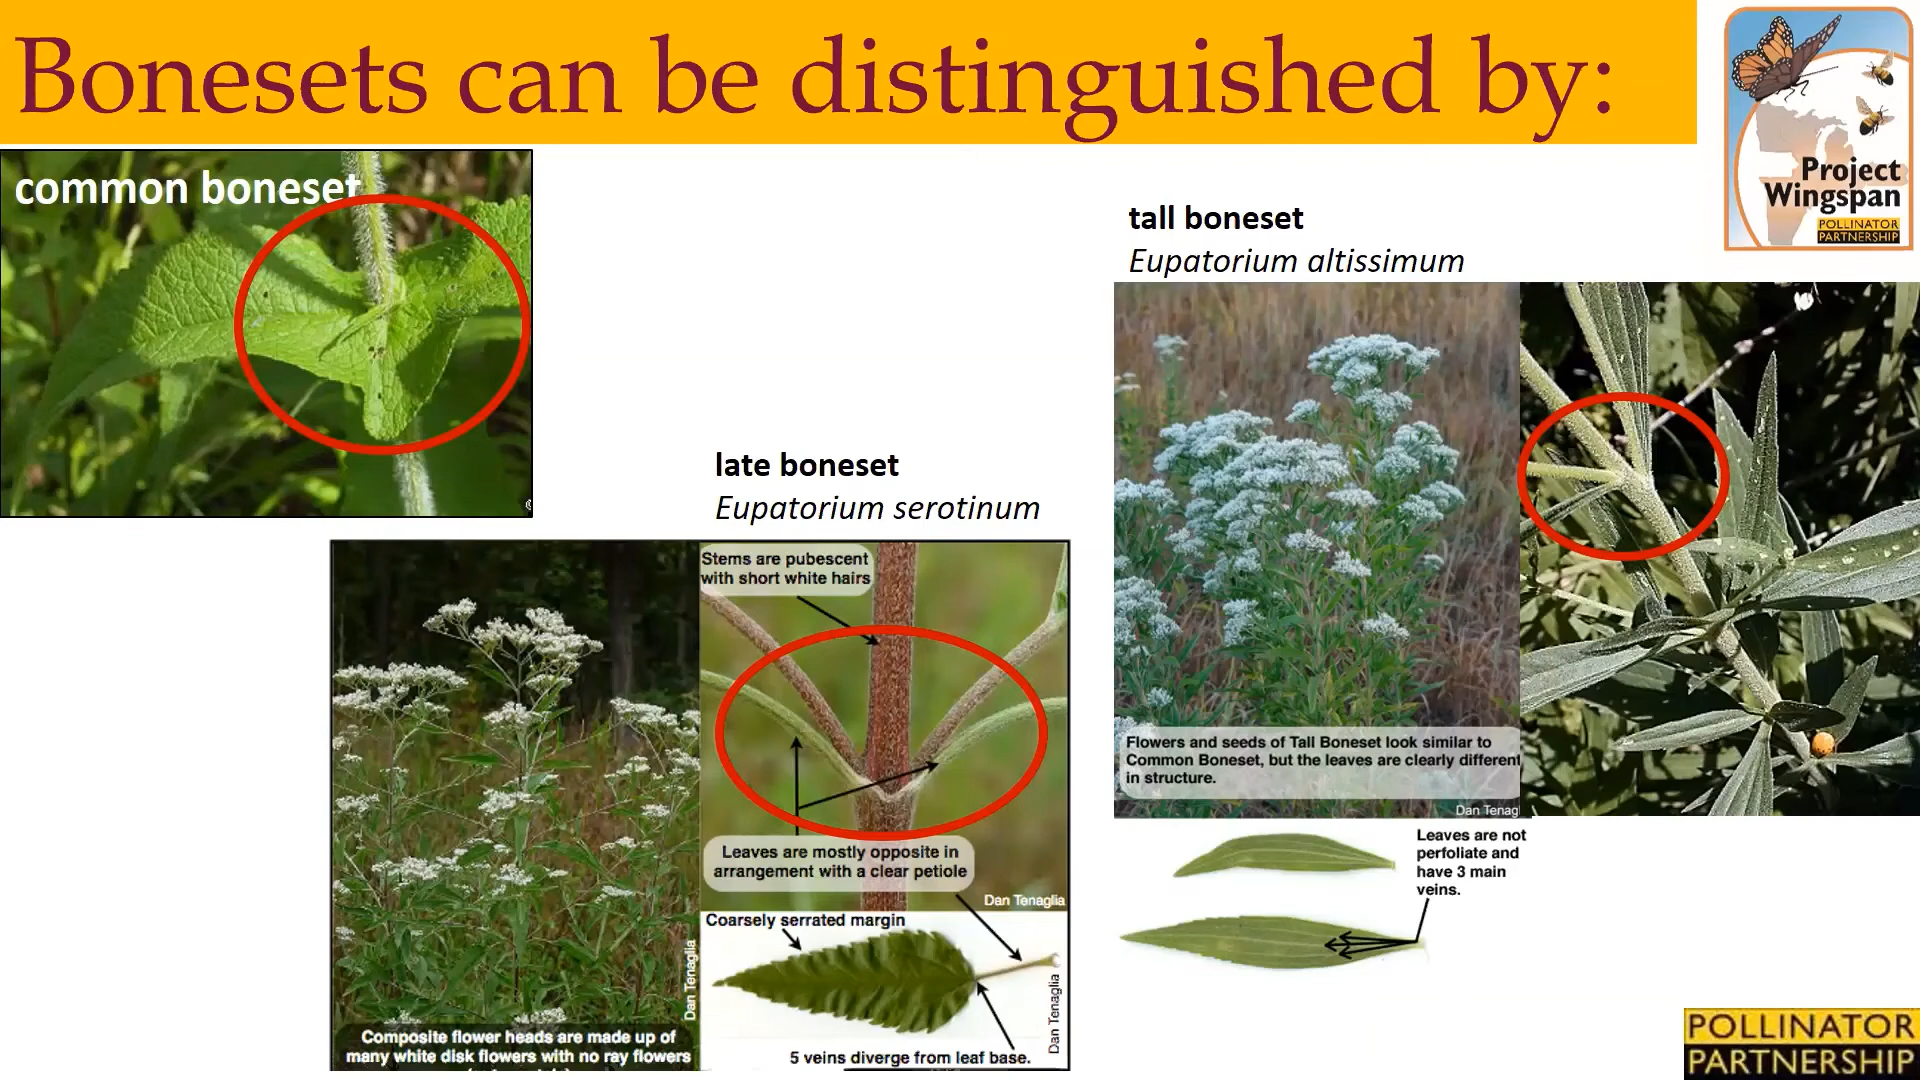 Bonesets can be distinguished by:
Project
Wingspan
POLLINATOR
PARTNERSHIP
common boneset
tall boneset
Eupatorium altissimum
late boneset
Eupatorium serotinum
Stems are pubescent
with short white hairs
Leaves are mostly opposite in
arrangement with a clear petiole
Dan Tenaglia
Coarsely serrated margin
Dan Tenaglia
5 veins diverge from leaf base.
Dan Tenaglia
Composite flower heads are made up of
many white disk flowers with no ray flowers
Flowers and seeds of Tall Boneset look similar to
Common Boneset, but the leaves are clearly different
in structure.
Dan Tenag
Leaves are not
perfoliate and
have 3 main
veins.
POLLINATOR
PARTNERSHIP